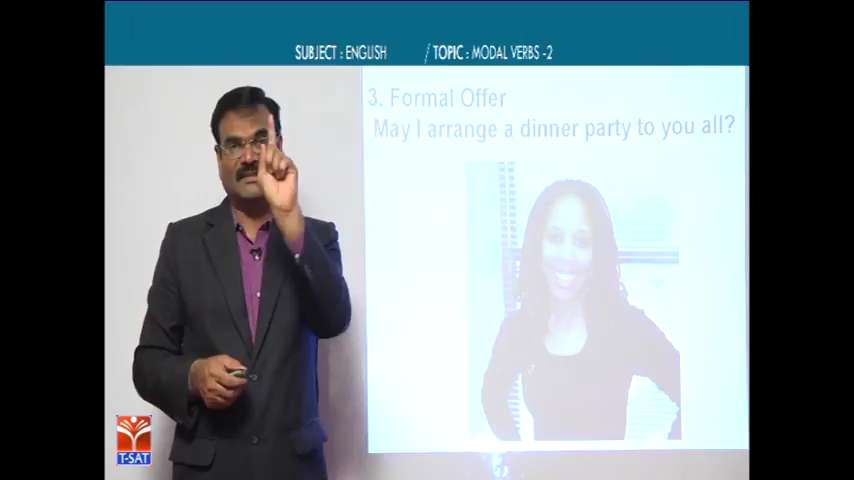 SUBJECT : ENGLISH / TOPIC : MODAL VERBS -2
3. Formal Offer
May I arrange a dinner party to you all?
T-SAT